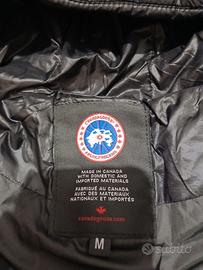 MADE IN CANADA
WITH DOMESTIC AND
IMPORTED MATERIALS
FABRIQUÉ AU CANADA
AVEC DES MATÉRIAUX
NATIONAUX ET IMPORTÉS
canadagoose.com
M
subito